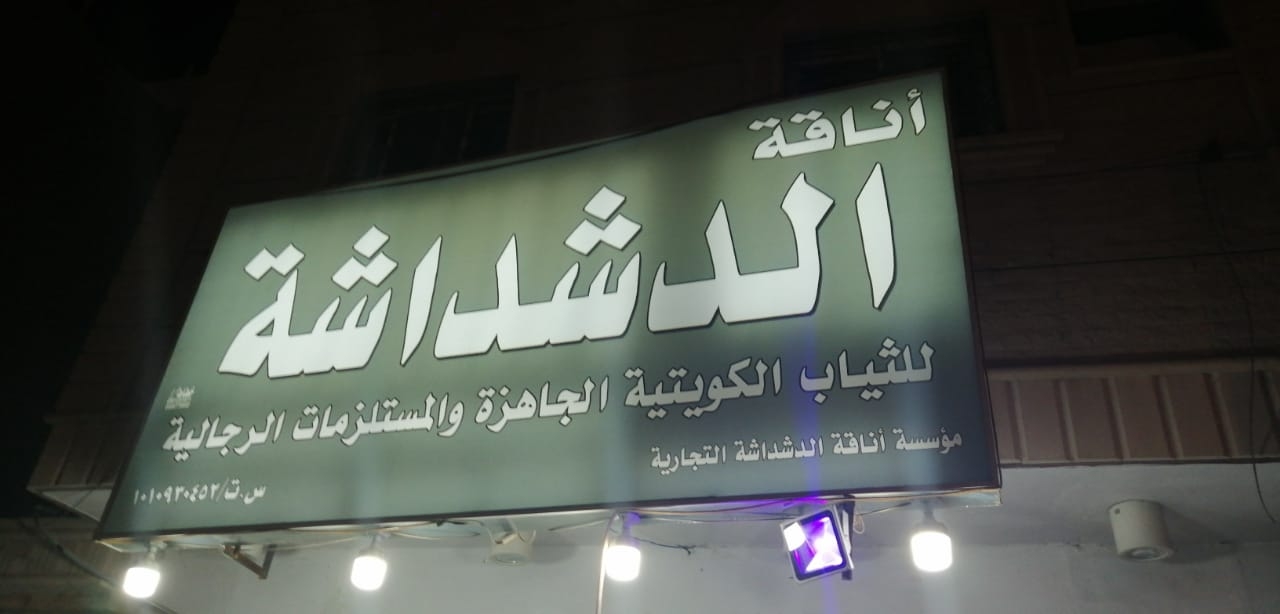 أناقة
الدشداشة
للثياب الكويتية الجاهزة والمستلزمات الرجالية
مؤسسة أناقة الدشداشة التجارية
س.ت/١٠١٠٩٣٠٤٥٢